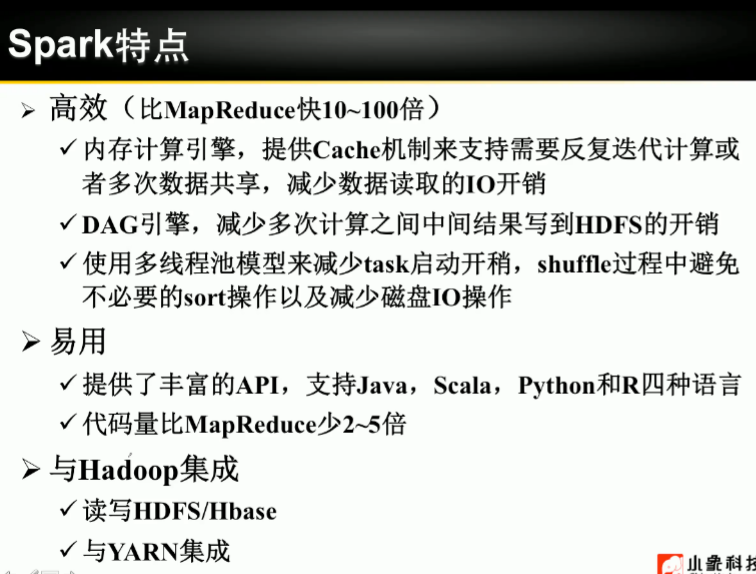 Spark特点
高效（比MapReduce快10~100倍）
内存计算引擎，提供Cache机制来支持需要反复迭代计算或
者多次数据共享，减少数据读取的IO开销
DAG引擎，减少多次计算之间中间结果写到HDFS的开销
使用多线程池模型来减少task启动开稍，shuffle过程中避免
不必要的sort操作以及减少磁盘IO操作
易用
提供了丰富的API，支持Java，Scala，Python和R四种语言
代码量比MapReduce少2~5倍
与Hadoop集成
读写HDFS/Hbase
与YARN集成
小象科技